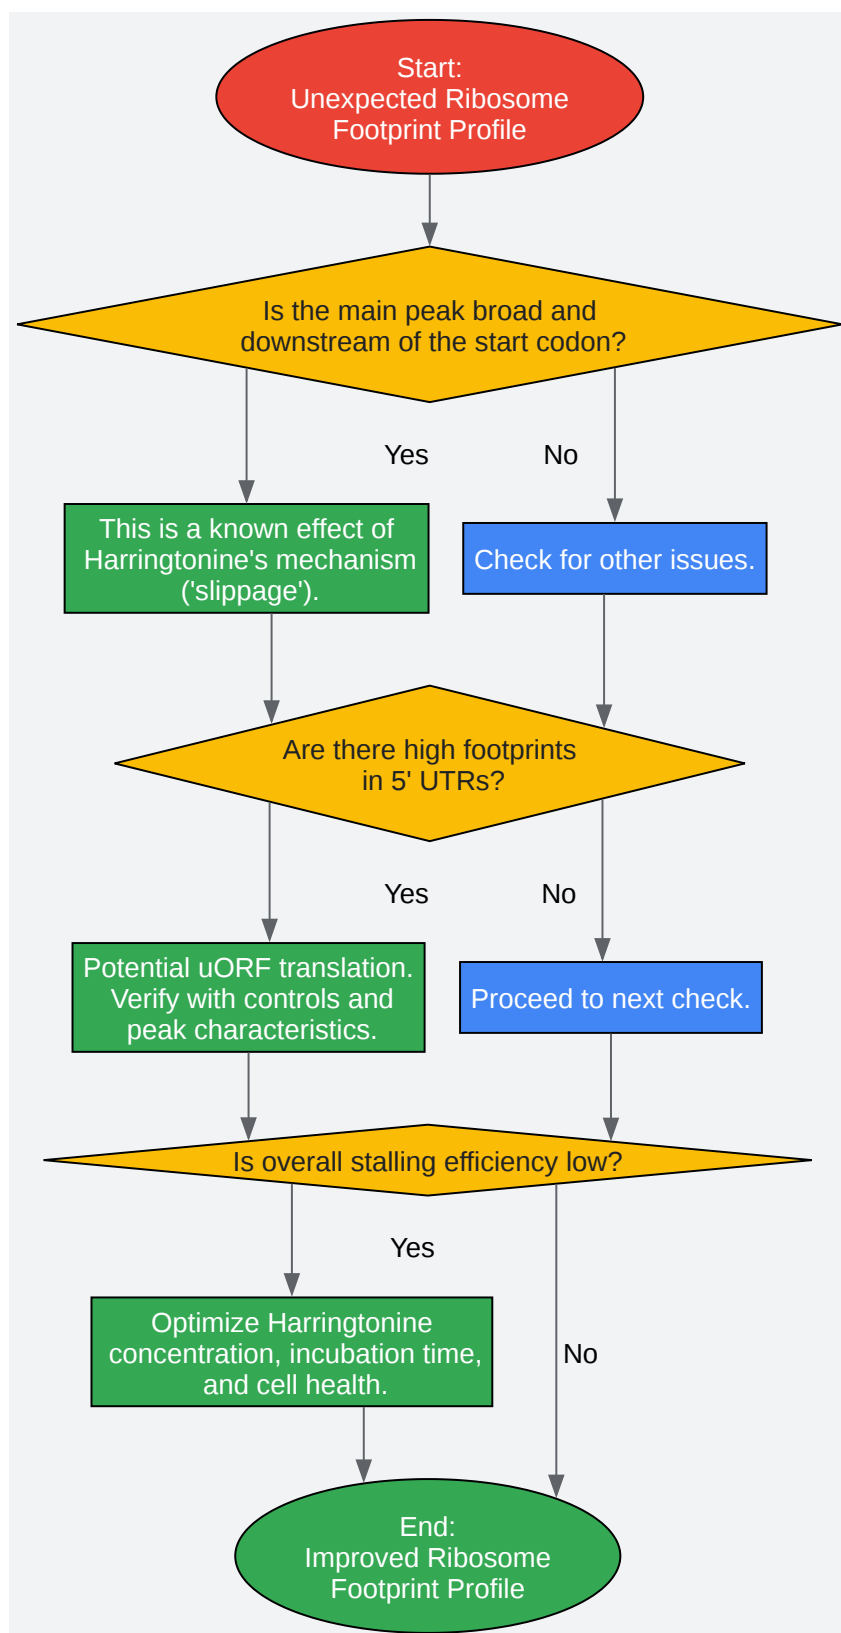 Start:
Unexpected Ribosome
Footprint Profile
Is the main peak broad and
downstream of the start codon?
Yes
No
This is a known effect of
Harringtonine's mechanism
('slippage').
Check for other issues.
Are there high footprints
in 5' UTRs?
Yes
No
Potential uORF translation.
Verify with controls and
peak characteristics.
Proceed to next check.
Is overall stalling efficiency low?
Yes
Optimize Harringtonine
concentration, incubation time,
and cell health.
No
End:
Improved Ribosome
Footprint Profile